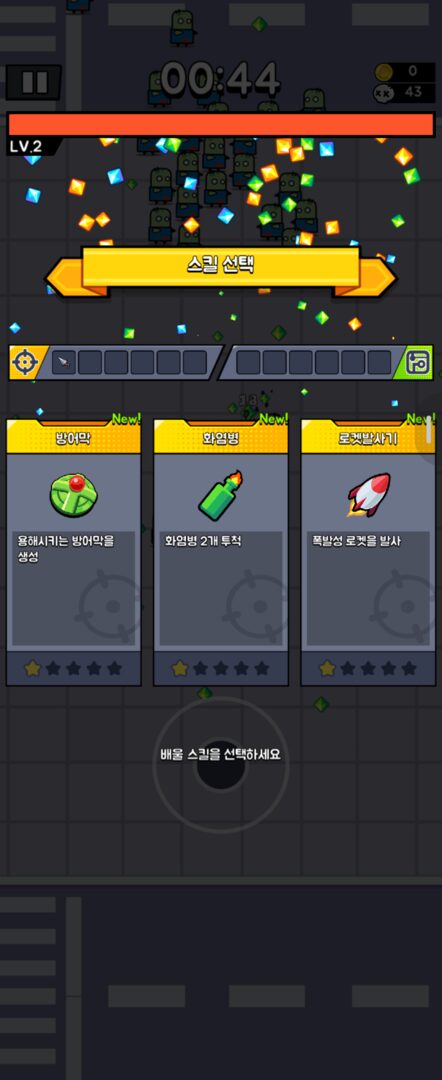 00:44
0
43
LV.2
스킬 선택
New!
New!
New!
방어막
화염병
로켓발사기
용해시키는 방어막을
생성
화염병 2개 투척
폭발성 로켓을 발사
배울 스킬을 선택하세요